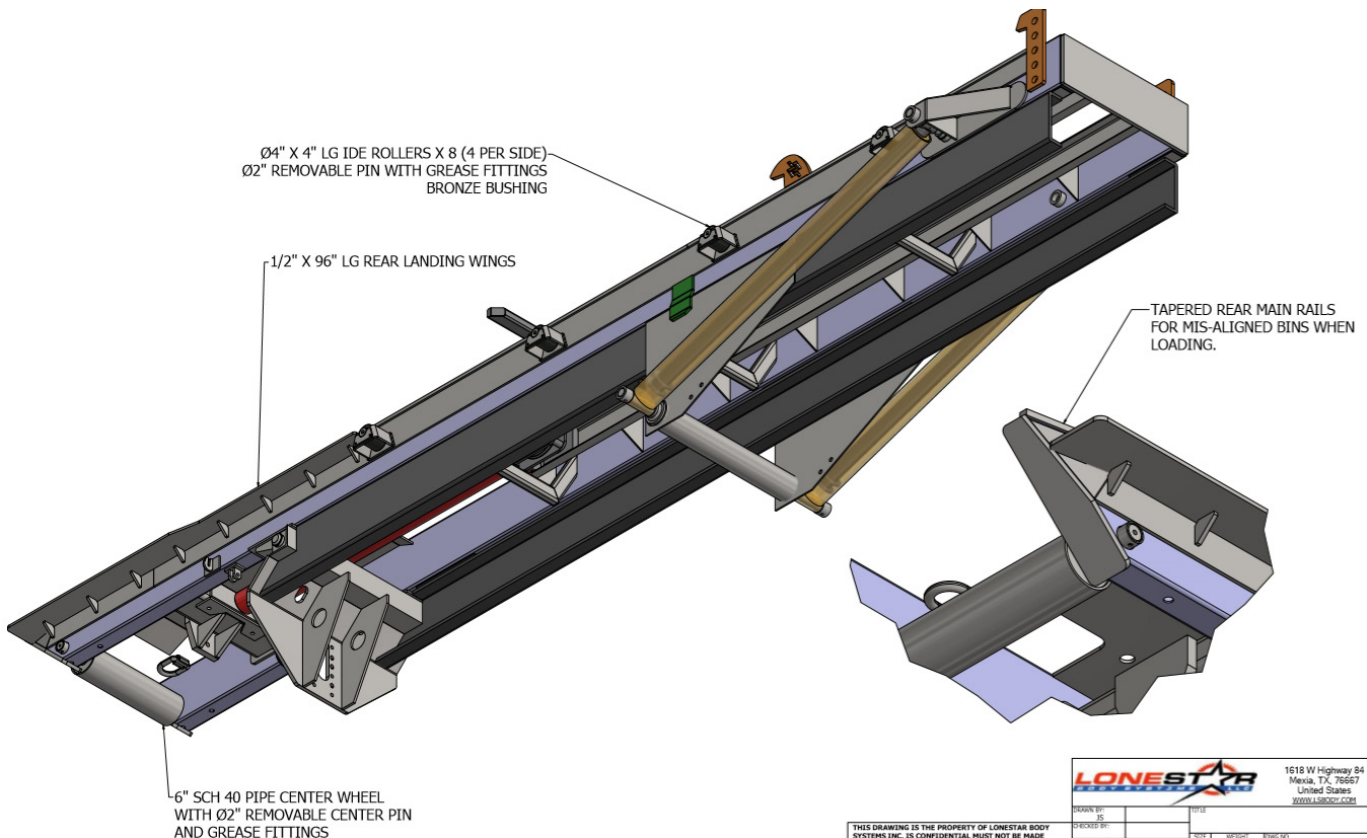 Ø4" X 4" LG IDE ROLLERS X 8 (4 PER SIDE)
Ø2" REMOVABLE PIN WITH GREASE FITTINGS
BRONZE BUSHING
1/2" X 96" LG REAR LANDING WINGS
TAPERED REAR MAIN RAILS
FOR MIS-ALIGNED BINS WHEN
LOADING.
6" SCH 40 PIPE CENTER WHEEL
WITH Ø2" REMOVABLE CENTER PIN
AND GREASE FITTINGS
LONESTAR
BODY SYSTEMS LLC
1618 W Highway 84
Mexia, TX, 76667
United States
WWW.LSBODY.COM
DRAWN BY:
JS
TITLE
CHECKED BY:
THIS DRAWING IS THE PROPERTY OF LONESTAR BODY
SYSTEMS INC. IS CONFIDENTIAL MUST NOT BE MADE
SIZE WEIGHT DWG NO